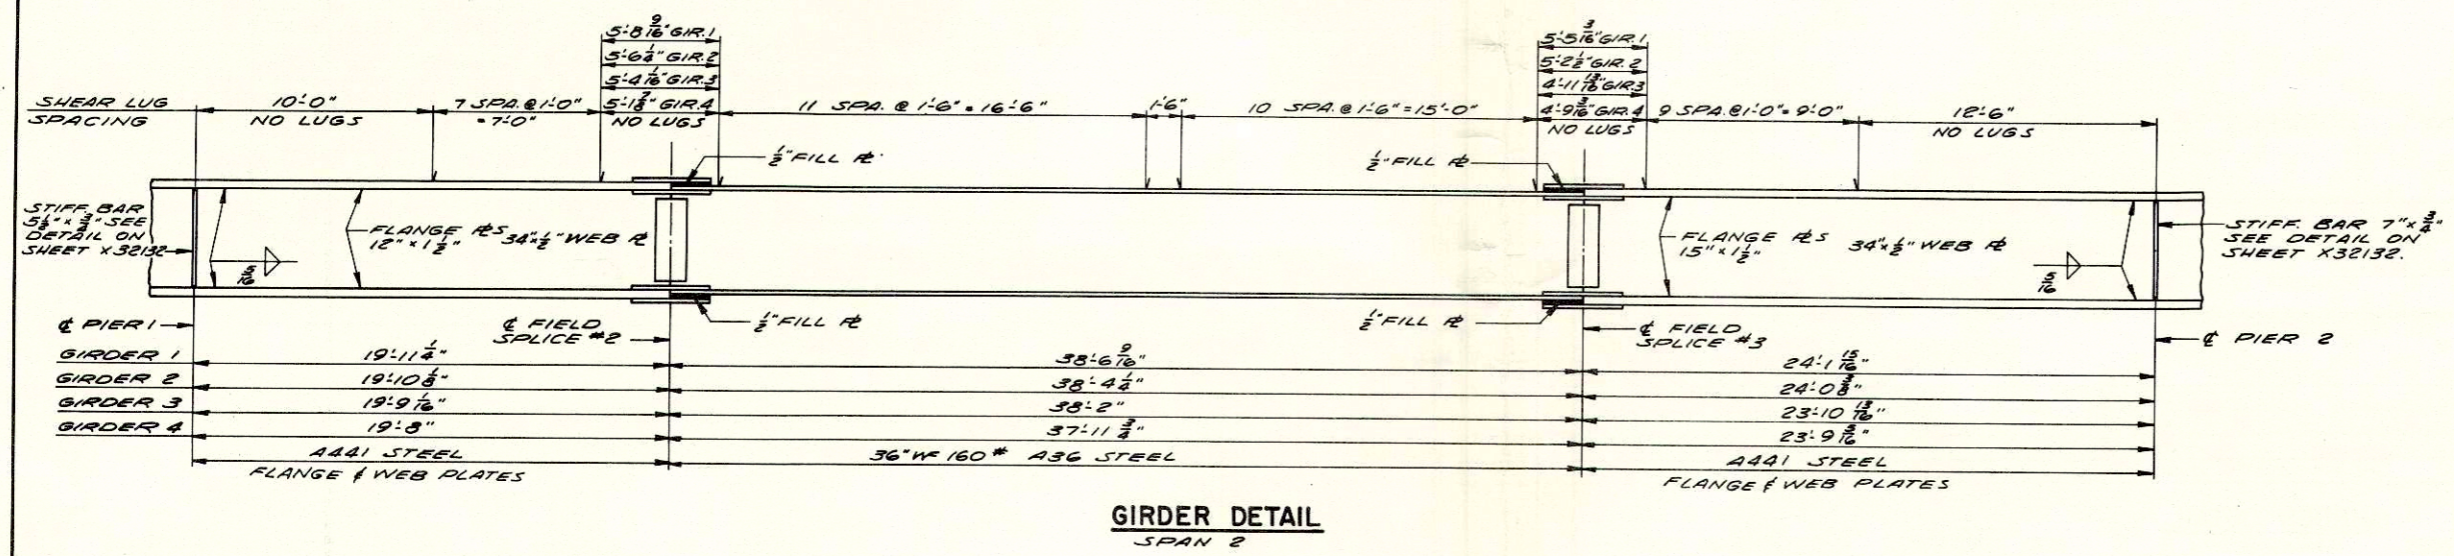 5'-8 9/16" GIR.1
5'-6 1/4" GIR.2
5'-4 1/16" GIR.3
5'-1 7/8" GIR.4
NO LUGS
5'-5 3/16" GIR.1
5'-2 1/2" GIR.2
4'-11 13/16" GIR.3
4'-9 3/16" GIR.4
NO LUGS
SHEAR LUG
SPACING
10'-0"
NO LUGS
7 SPA. @ 1'-0"
= 7'-0"
11 SPA. @ 1'-6" = 16'-6"
1'-6"
10 SPA. @ 1'-6" = 15'-0"
9 SPA. @ 1'-0" = 9'-0"
12'-6"
NO LUGS
1/2" FILL ℄
1/2" FILL ℄
STIFF. BAR
5 1/2" x 3/4" SEE
DETAIL ON
SHEET X32132
5/16
FLANGE ℄S
12" x 1 1/2"
34" x 1/2" WEB ℄
FLANGE ℄S
15" x 1 1/2"
34" x 1/2" WEB ℄
5/16
STIFF. BAR 7" x 3/4"
SEE DETAIL ON
SHEET X32132.
℄ PIER 1
℄ FIELD
SPLICE #2
1/2" FILL ℄
1/2" FILL ℄
℄ FIELD
SPLICE #3
℄ PIER 2
GIRDER 1 19'-11 1/4" 38'-6 9/16" 24'-1 15/16"
GIRDER 2 19'-10 1/8" 38'-4 1/4" 24'-0 3/8"
GIRDER 3 19'-9 1/16" 38'-2" 23'-10 13/16"
GIRDER 4 19'-8" 37'-11 3/4" 23'-9 5/16"
A441 STEEL 36" WF 160# A36 STEEL A441 STEEL
FLANGE & WEB PLATES FLANGE & WEB PLATES
GIRDER DETAIL
SPAN 2